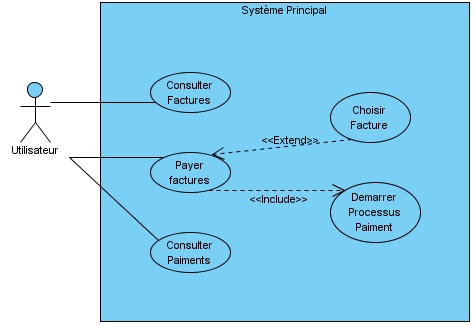 Système Principal
Consulter
Factures
Choisir
Facture
<<Extend>>
Utilisateur
Payer
factures
<<Include>>
Demarrer
Processus
Paiment
Consulter
Paiments